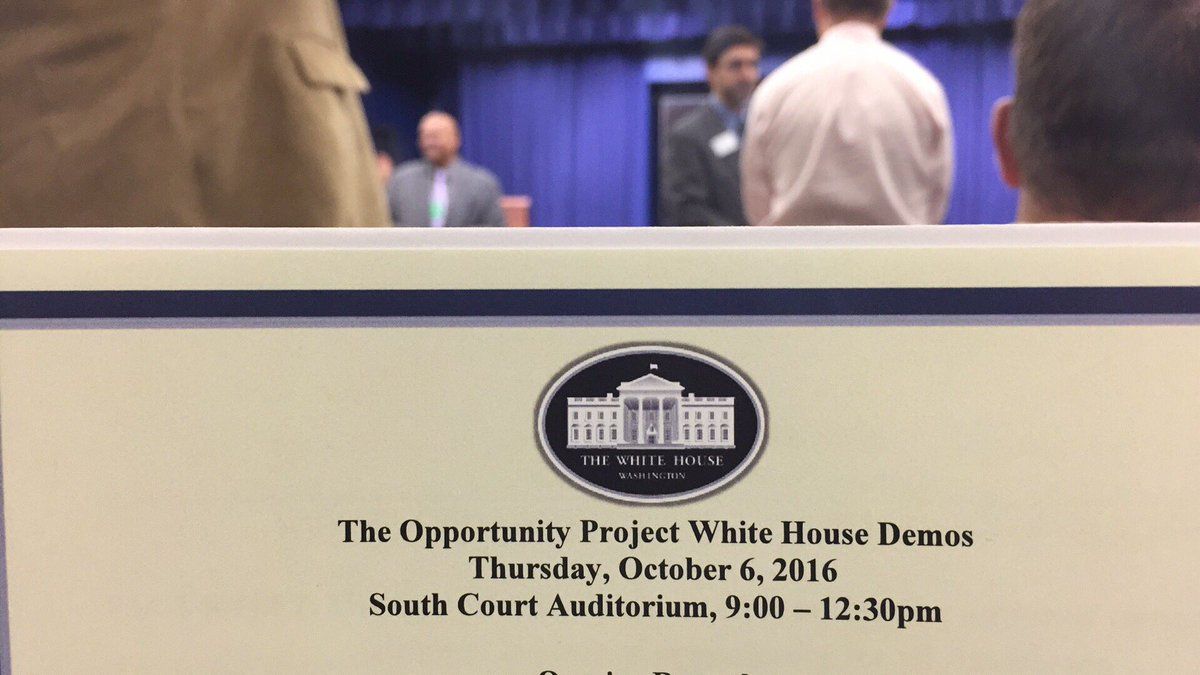 THE WHITE HOUSE
WASHINGTON
The Opportunity Project White House Demos
Thursday, October 6, 2016
South Court Auditorium, 9:00 – 12:30pm